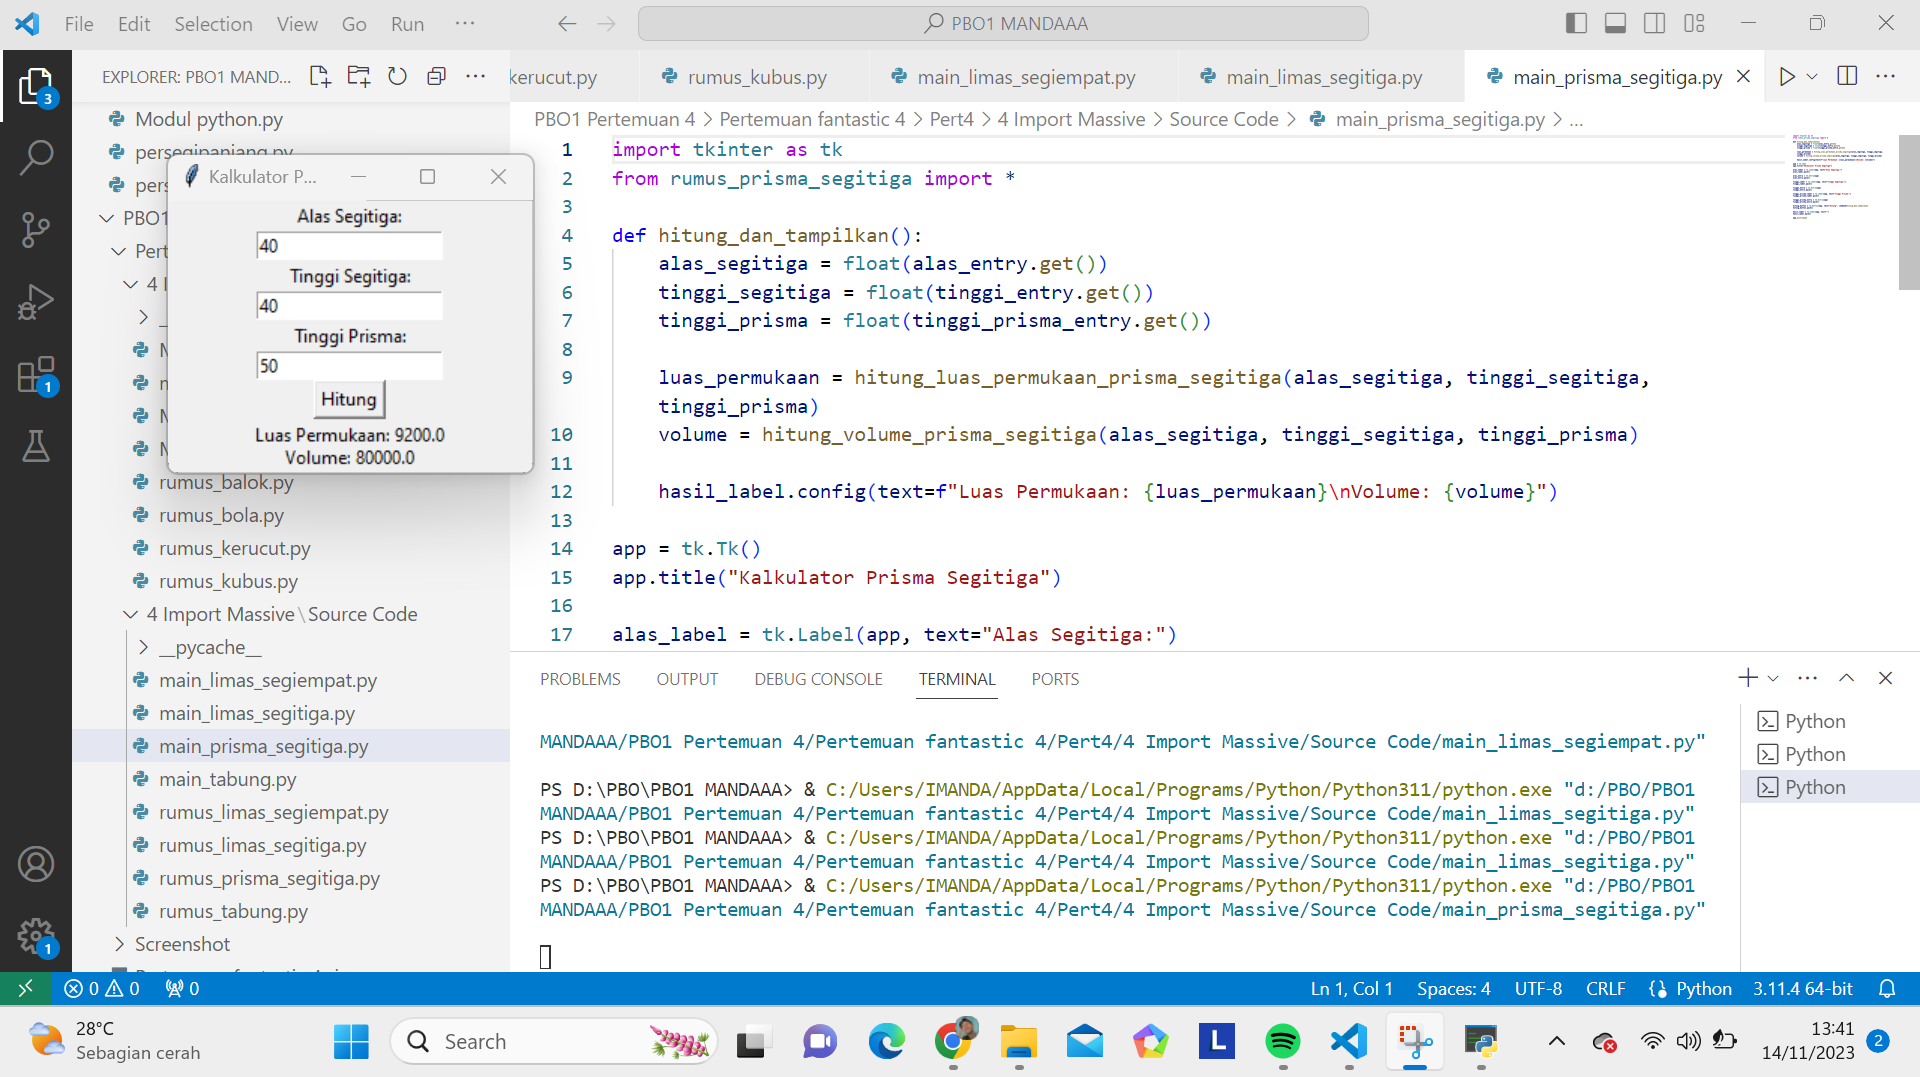 File Edit Selection View Go Run ...
PBO1 MANDAAA
EXPLORER: PBO1 MAND...
kerucut.py
rumus_kubus.py
main_limas_segiempat.py
main_limas_segitiga.py
main_prisma_segitiga.py
PBO1 Pertemuan 4 > Pertemuan fantastic 4 > Pert4 > 4 Import Massive > Source Code > main_prisma_segitiga.py > ...
3
1
1
Modul python.py
persegipanjang.py
pers
PBO1
Pert
4 I
rumus_balok.py
rumus_bola.py
rumus_kerucut.py
rumus_kubus.py
4 Import Massive\Source Code
__pycache__
main_limas_segiempat.py
main_limas_segitiga.py
main_prisma_segitiga.py
main_tabung.py
rumus_limas_segiempat.py
rumus_limas_segitiga.py
rumus_prisma_segitiga.py
rumus_tabung.py
Screenshot
Kalkulator P...
Alas Segitiga:
40
Tinggi Segitiga:
40
Tinggi Prisma:
50
Hitung
Luas Permukaan: 9200.0
Volume: 80000.0
1 import tkinter as tk
2 from rumus_prisma_segitiga import *
3
4 def hitung_dan_tampilkan():
5 alas_segitiga = float(alas_entry.get())
6 tinggi_segitiga = float(tinggi_entry.get())
7 tinggi_prisma = float(tinggi_prisma_entry.get())
8
9 luas_permukaan = hitung_luas_permukaan_prisma_segitiga(alas_segitiga, tinggi_segitiga,
tinggi_prisma)
10 volume = hitung_volume_prisma_segitiga(alas_segitiga, tinggi_segitiga, tinggi_prisma)
11
12 hasil_label.config(text=f"Luas Permukaan: {luas_permukaan}\nVolume: {volume}")
13
14 app = tk.Tk()
15 app.title("Kalkulator Prisma Segitiga")
16
17 alas_label = tk.Label(app, text="Alas Segitiga:")
PROBLEMS OUTPUT DEBUG CONSOLE TERMINAL PORTS
MANDAAA/PBO1 Pertemuan 4/Pertemuan fantastic 4/Pert4/4 Import Massive/Source Code/main_limas_segiempat.py"
PS D:\PBO\PBO1 MANDAAA> & C:/Users/IMANDA/AppData/Local/Programs/Python/Python311/python.exe "d:/PBO/PBO1
MANDAAA/PBO1 Pertemuan 4/Pertemuan fantastic 4/Pert4/4 Import Massive/Source Code/main_limas_segitiga.py"
PS D:\PBO\PBO1 MANDAAA> & C:/Users/IMANDA/AppData/Local/Programs/Python/Python311/python.exe "d:/PBO/PBO1
MANDAAA/PBO1 Pertemuan 4/Pertemuan fantastic 4/Pert4/4 Import Massive/Source Code/main_limas_segitiga.py"
PS D:\PBO\PBO1 MANDAAA> & C:/Users/IMANDA/AppData/Local/Programs/Python/Python311/python.exe "d:/PBO/PBO1
MANDAAA/PBO1 Pertemuan 4/Pertemuan fantastic 4/Pert4/4 Import Massive/Source Code/main_prisma_segitiga.py"
Python
Python
Python
0 0 0
Ln 1, Col 1 Spaces: 4 UTF-8 CRLF Python 3.11.4 64-bit
28°C
Sebagian cerah
Search
L
13:41
14/11/2023
2